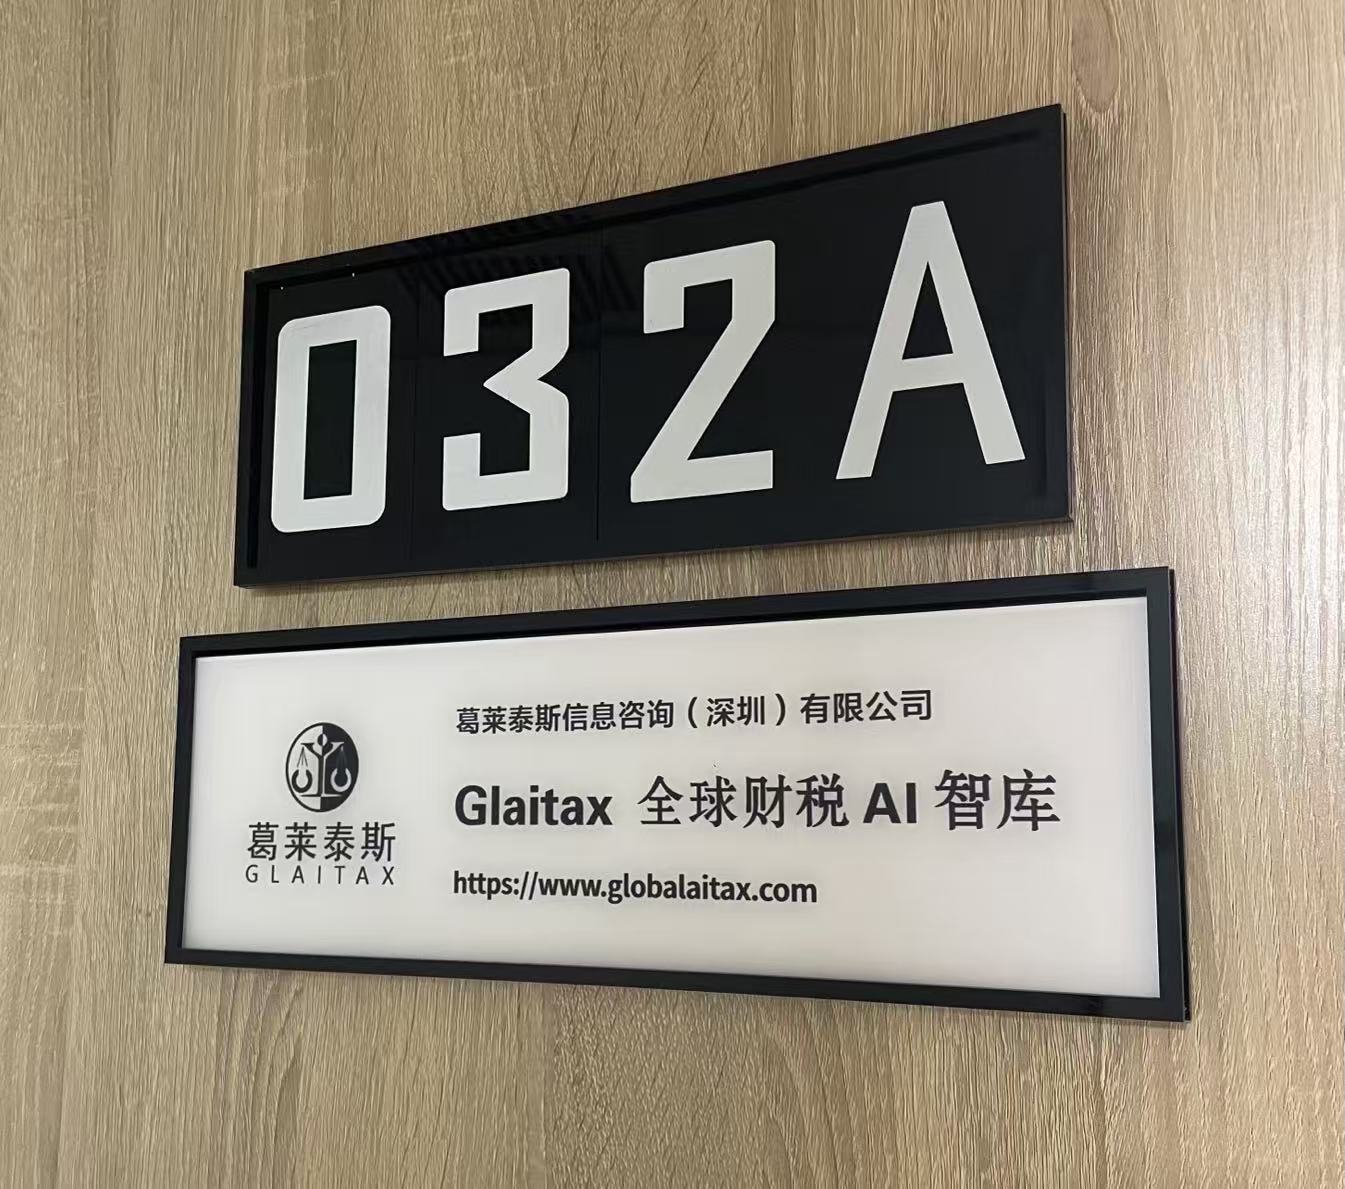 032A
葛莱泰斯
GLAITAX
葛莱泰斯信息咨询（深圳）有限公司
Glaitax 全球财税 AI 智库
https://www.globalaitax.com